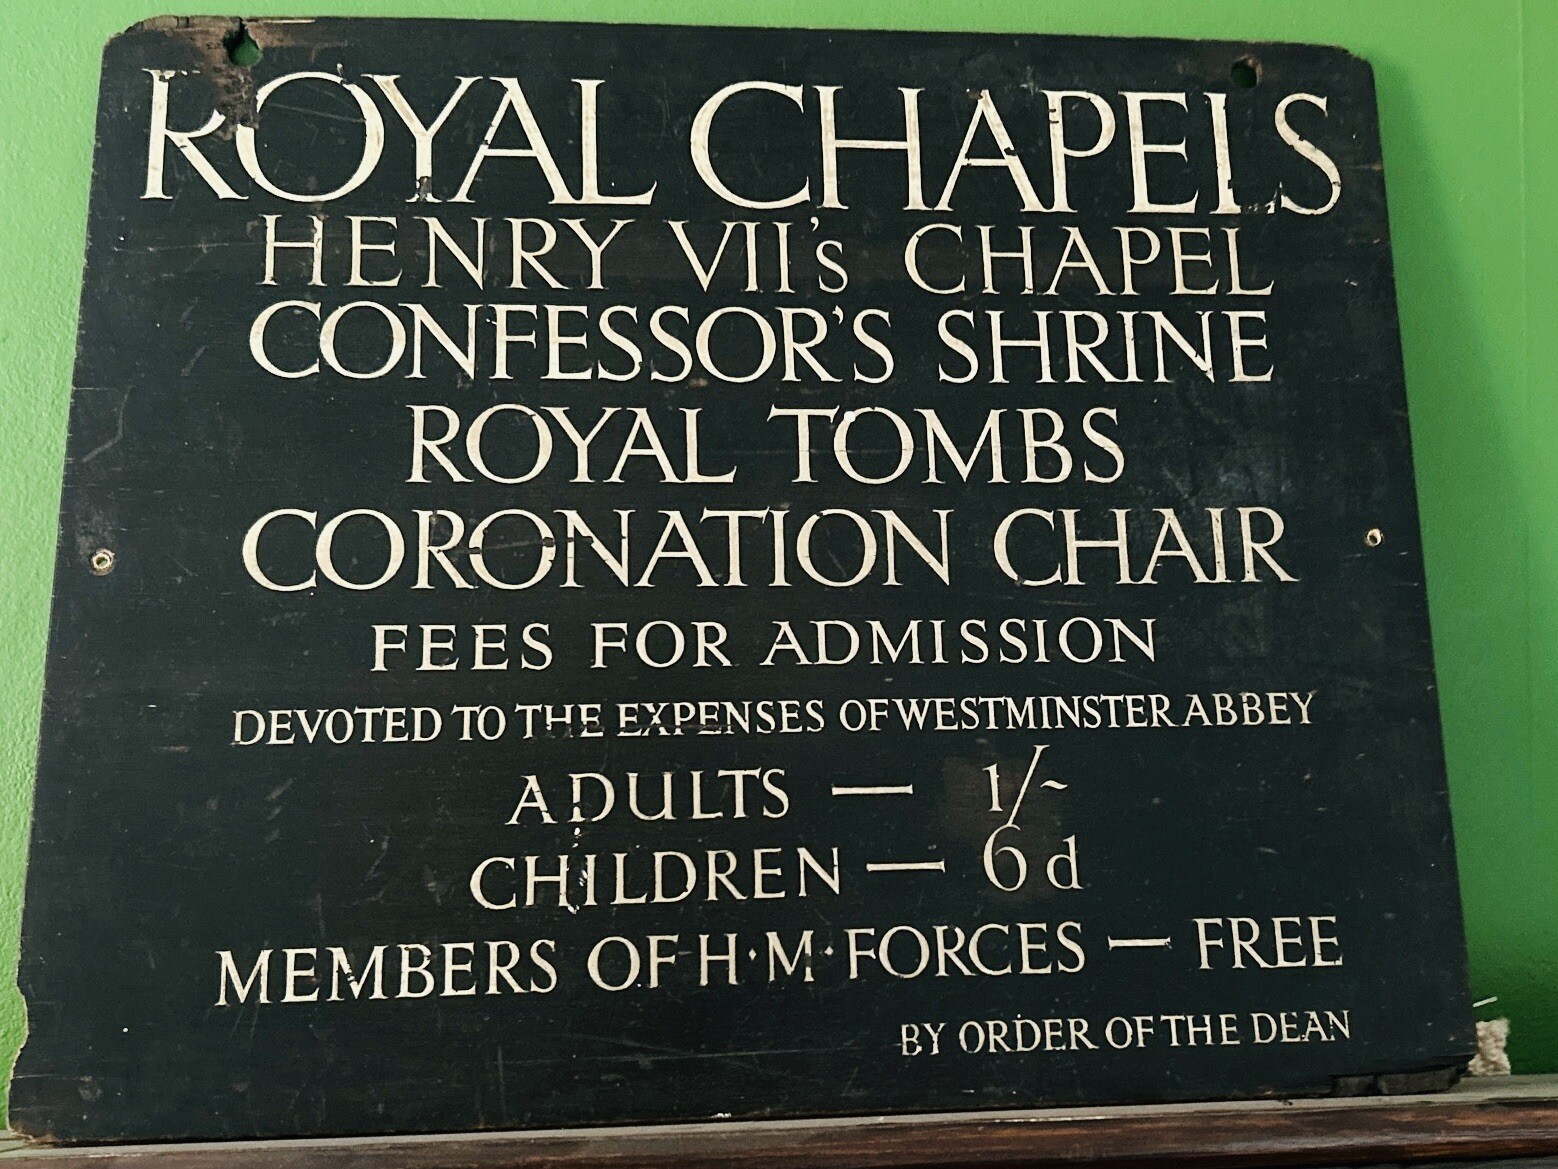 ROYAL CHAPELS
HENRY VII's CHAPEL
CONFESSOR'S SHRINE
ROYAL TOMBS
CORONATION CHAIR
FEES FOR ADMISSION
DEVOTED TO THE EXPENSES OF WESTMINSTER ABBEY
ADULTS — 1/-
CHILDREN — 6d
MEMBERS OF H·M·FORCES — FREE
BY ORDER OF THE DEAN